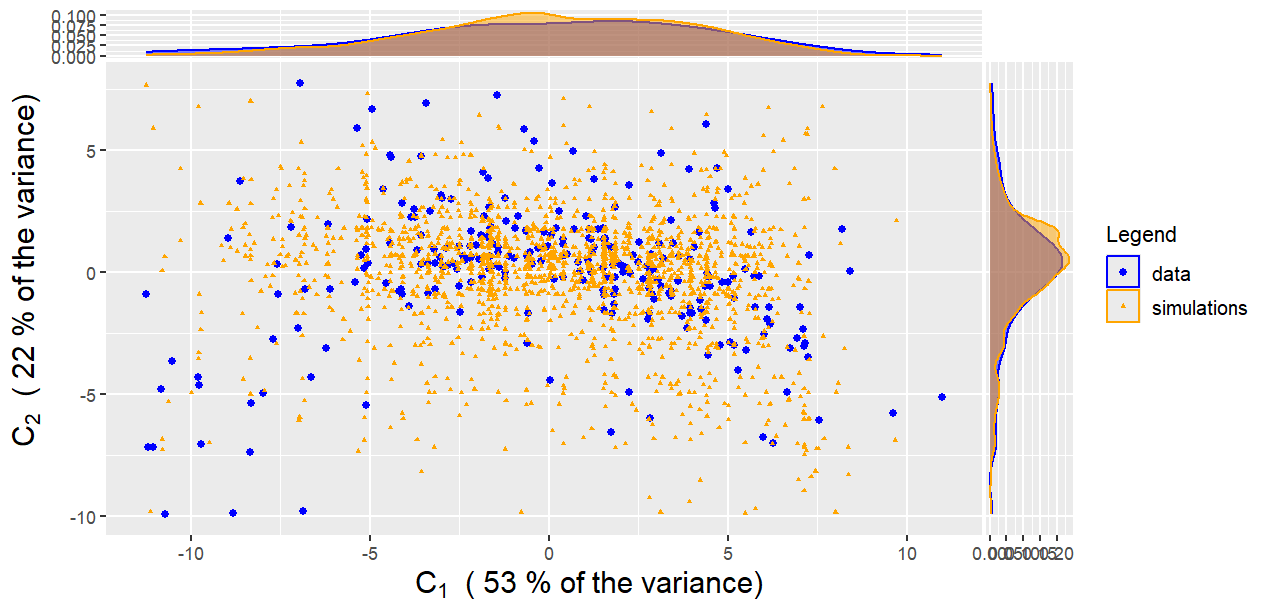 0.100
0.075
0.050
0.025
0.000
C2 ( 22 % of the variance)
5
0
-5
-10
-10 -5 0 5 10
C1 ( 53 % of the variance)
Legend
data
simulations